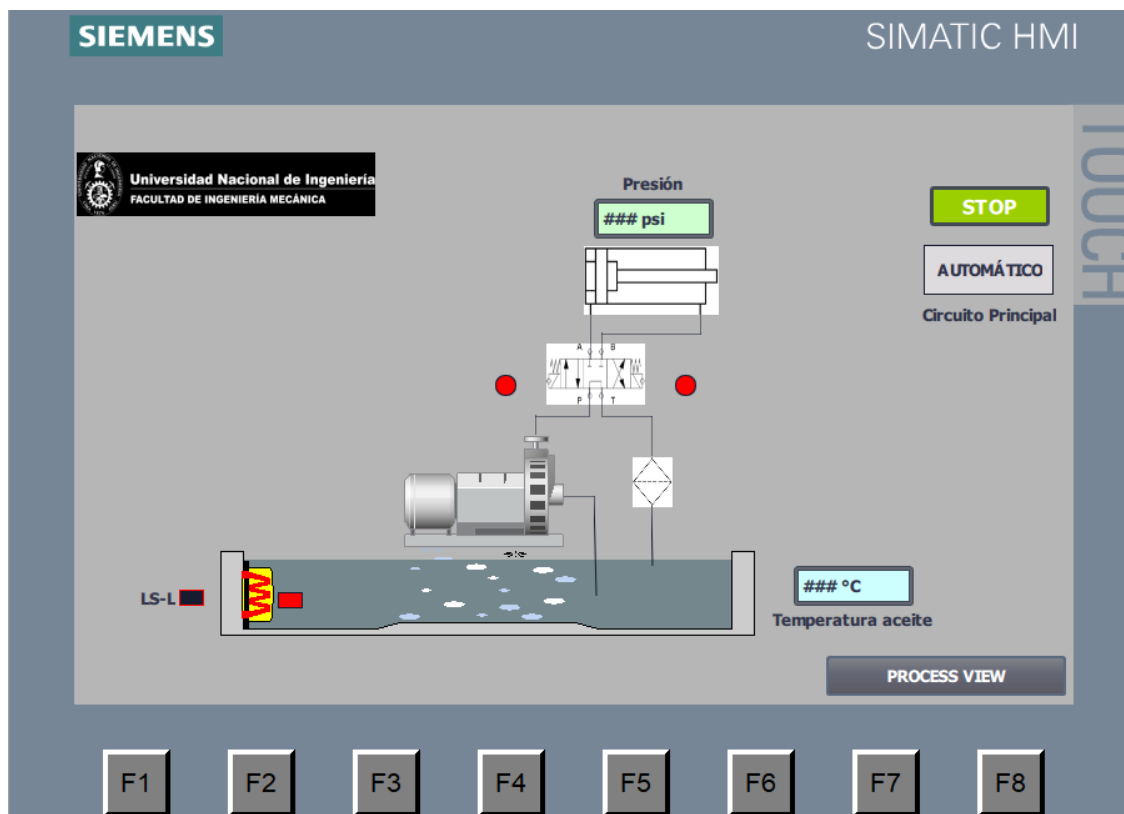 SIEMENS
SIMATIC HMI
TOUCH
Universidad Nacional de Ingeniería
FACULTAD DE INGENIERÍA MECÁNICA
Presión
### psi
STOP
AUTOMÁTICO
Circuito Principal
A B
P T
LS-L
### °C
Temperatura aceite
PROCESS VIEW
F1 F2 F3 F4 F5 F6 F7 F8